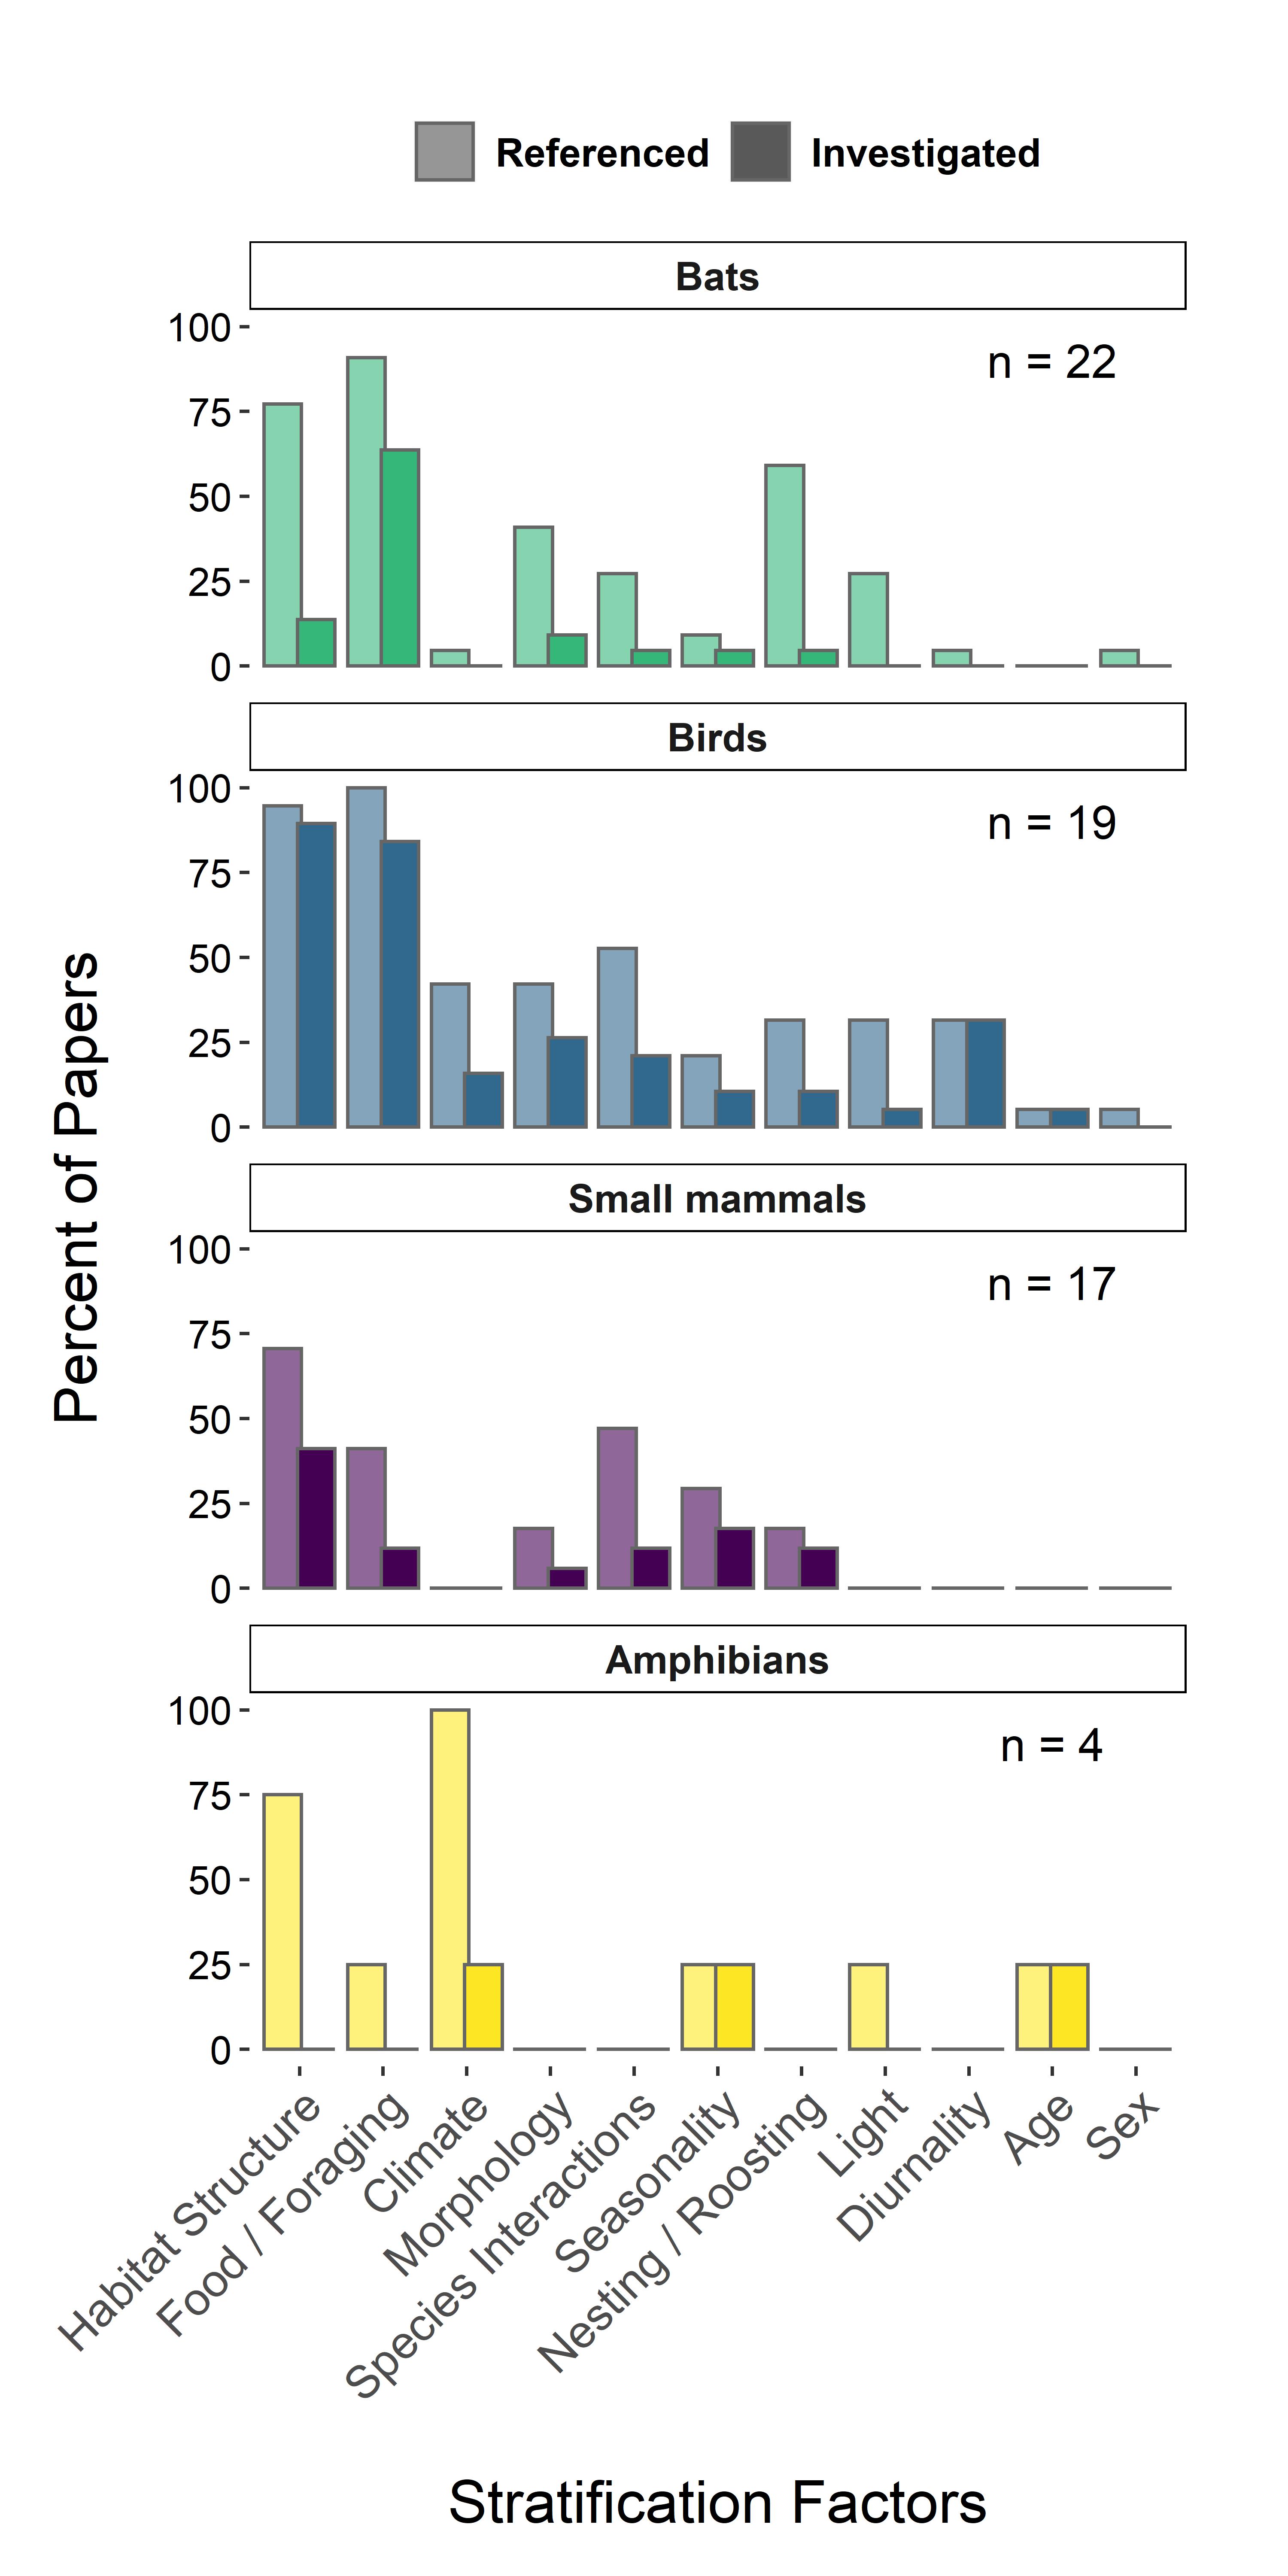 Referenced Investigated
Bats
n = 22
100
75
50
25
0
Birds
n = 19
100
75
50
25
0
Small mammals
n = 17
100
75
50
25
0
Amphibians
n = 4
100
75
50
25
0
Percent of Papers
Habitat Structure
Food / Foraging
Climate
Morphology
Species Interactions
Seasonality
Nesting / Roosting
Light
Diurnality
Age
Sex
Stratification Factors